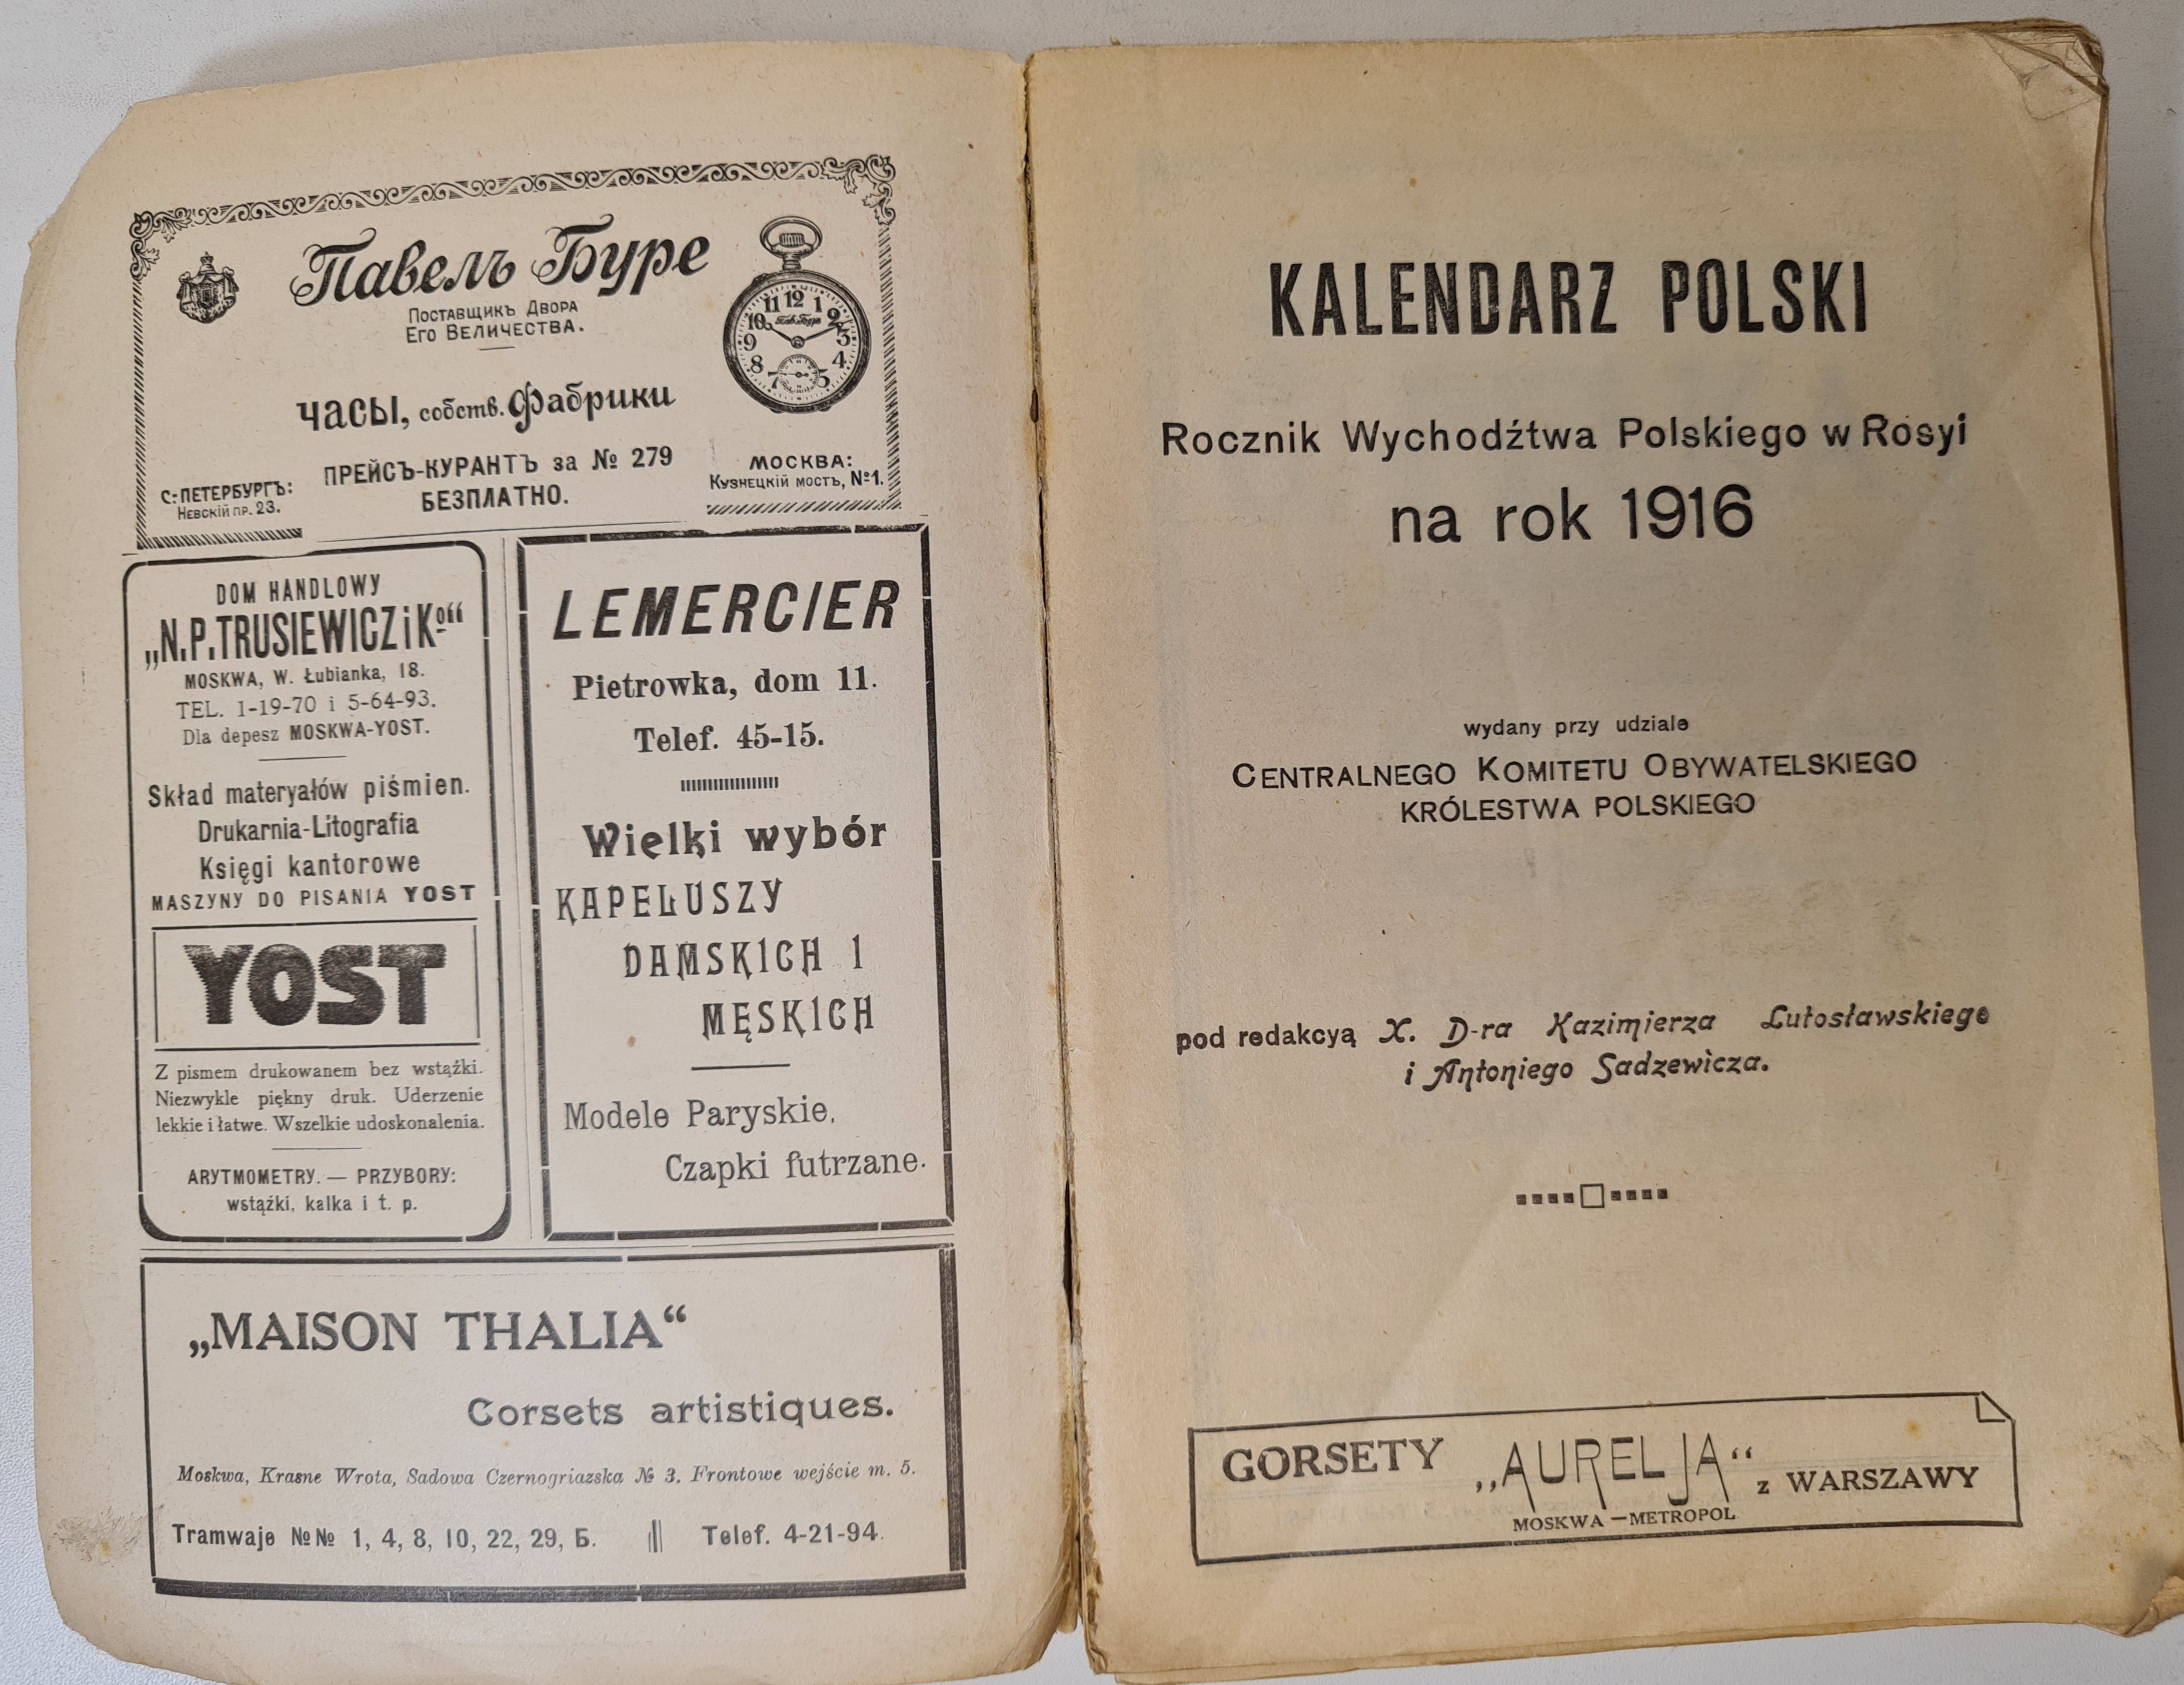 Павелъ Буре
Поставщикъ Двора
Его Величества.
часы, собств. Фабрики
ПРЕЙСЪ-КУРАНТЪ за № 279
БЕЗПЛАТНО.
С.-ПЕТЕРБУРГЪ:
Невскій пр. 23.
МОСКВА:
Кузнецкій мостъ, № 1.
DOM HANDLOWY
„N.P. TRUSIEWICZ i Kº“
MOSKWA, W. Łubianka, 18.
TEL. 1-19-70 i 5-64-93.
Dla depesz MOSKWA-YOST.
Skład materyałów piśmien.
Drukarnia-Litografia
Księgi kantorowe
MASZYNY DO PISANIA YOST
YOST
Z pismem drukowanem bez wstążki.
Niezwykle piękny druk. Uderzenie
lekkie i łatwe. Wszelkie udoskonalenia.
ARYTMOMETRY. — PRZYBORY:
wstążki, kalka i t. p.
LEMERCIER
Pietrowka, dom 11.
Telef. 45-15.
Wielki wybór
KAPELUSZY
DAMSKICH I
MĘSKICH
Modele Paryskie.
Czapki futrzane.
„MAISON THALIA“
Corsets artistiques.
Moskwa, Krasne Wrota, Sadowa Czernogriazska № 3. Frontowe wejście m. 5.
Tramwaje №№ 1, 4, 8, 10, 22, 29, Б. Telef. 4-21-94.
KALENDARZ POLSKI
Rocznik Wychodźtwa Polskiego w Rosyi
na rok 1916
wydany przy udziale
CENTRALNEGO KOMITETU OBYWATELSKIEGO
KRÓLESTWA POLSKIEGO
pod redakcyą X. D-ra Kazimierza Lutosławskiego
i Antoniego Sadzewicza.
GORSETY „AURELJA“ z WARSZAWY
MOSKWA — METROPOL